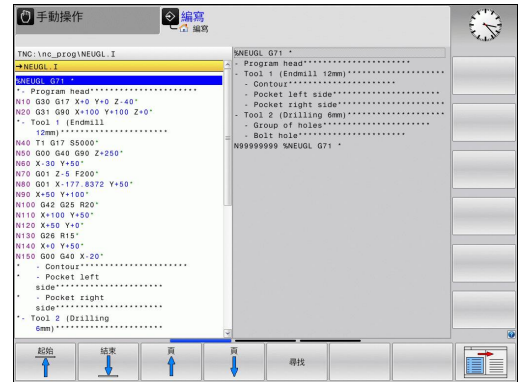 手動操作
編寫
編寫
TNC:\nc_prog\NEUGL.I
→NEUGL.I
%NEUGL G71 *
*- Program head**********************
N10 G30 G17 X+0 Y+0 Z-40*
N20 G31 G90 X+100 Y+100 Z+0*
*- Tool 1 (Endmill
12mm)**********************
N40 T1 G17 S5000*
N50 G00 G40 G90 Z+250*
N60 X-30 Y+50*
N70 G01 Z-5 F200*
N80 G01 X-177.8372 Y+50*
N90 X+50 Y+100*
N100 G42 G25 R20*
N110 X+100 Y+50*
N120 X+50 Y+0*
N130 G26 R15*
N140 X+0 Y+50*
N150 G00 G40 X-20*
* - Contour**********************
* - Pocket left
side**********************
* - Pocket right
side**********************
*- Tool 2 (Drilling
6mm)**********************
%NEUGL G71 *
- Program head**********************
- Tool 1 (Endmill 12mm)********************
- Contour**********************
- Pocket left side**********************
- Pocket right side*********************
- Tool 2 (Drilling 6mm)********************
- Group of holes**********************
- Bolt hole**********************
N99999999 %NEUGL G71 *
起始
結束
頁
頁
尋找